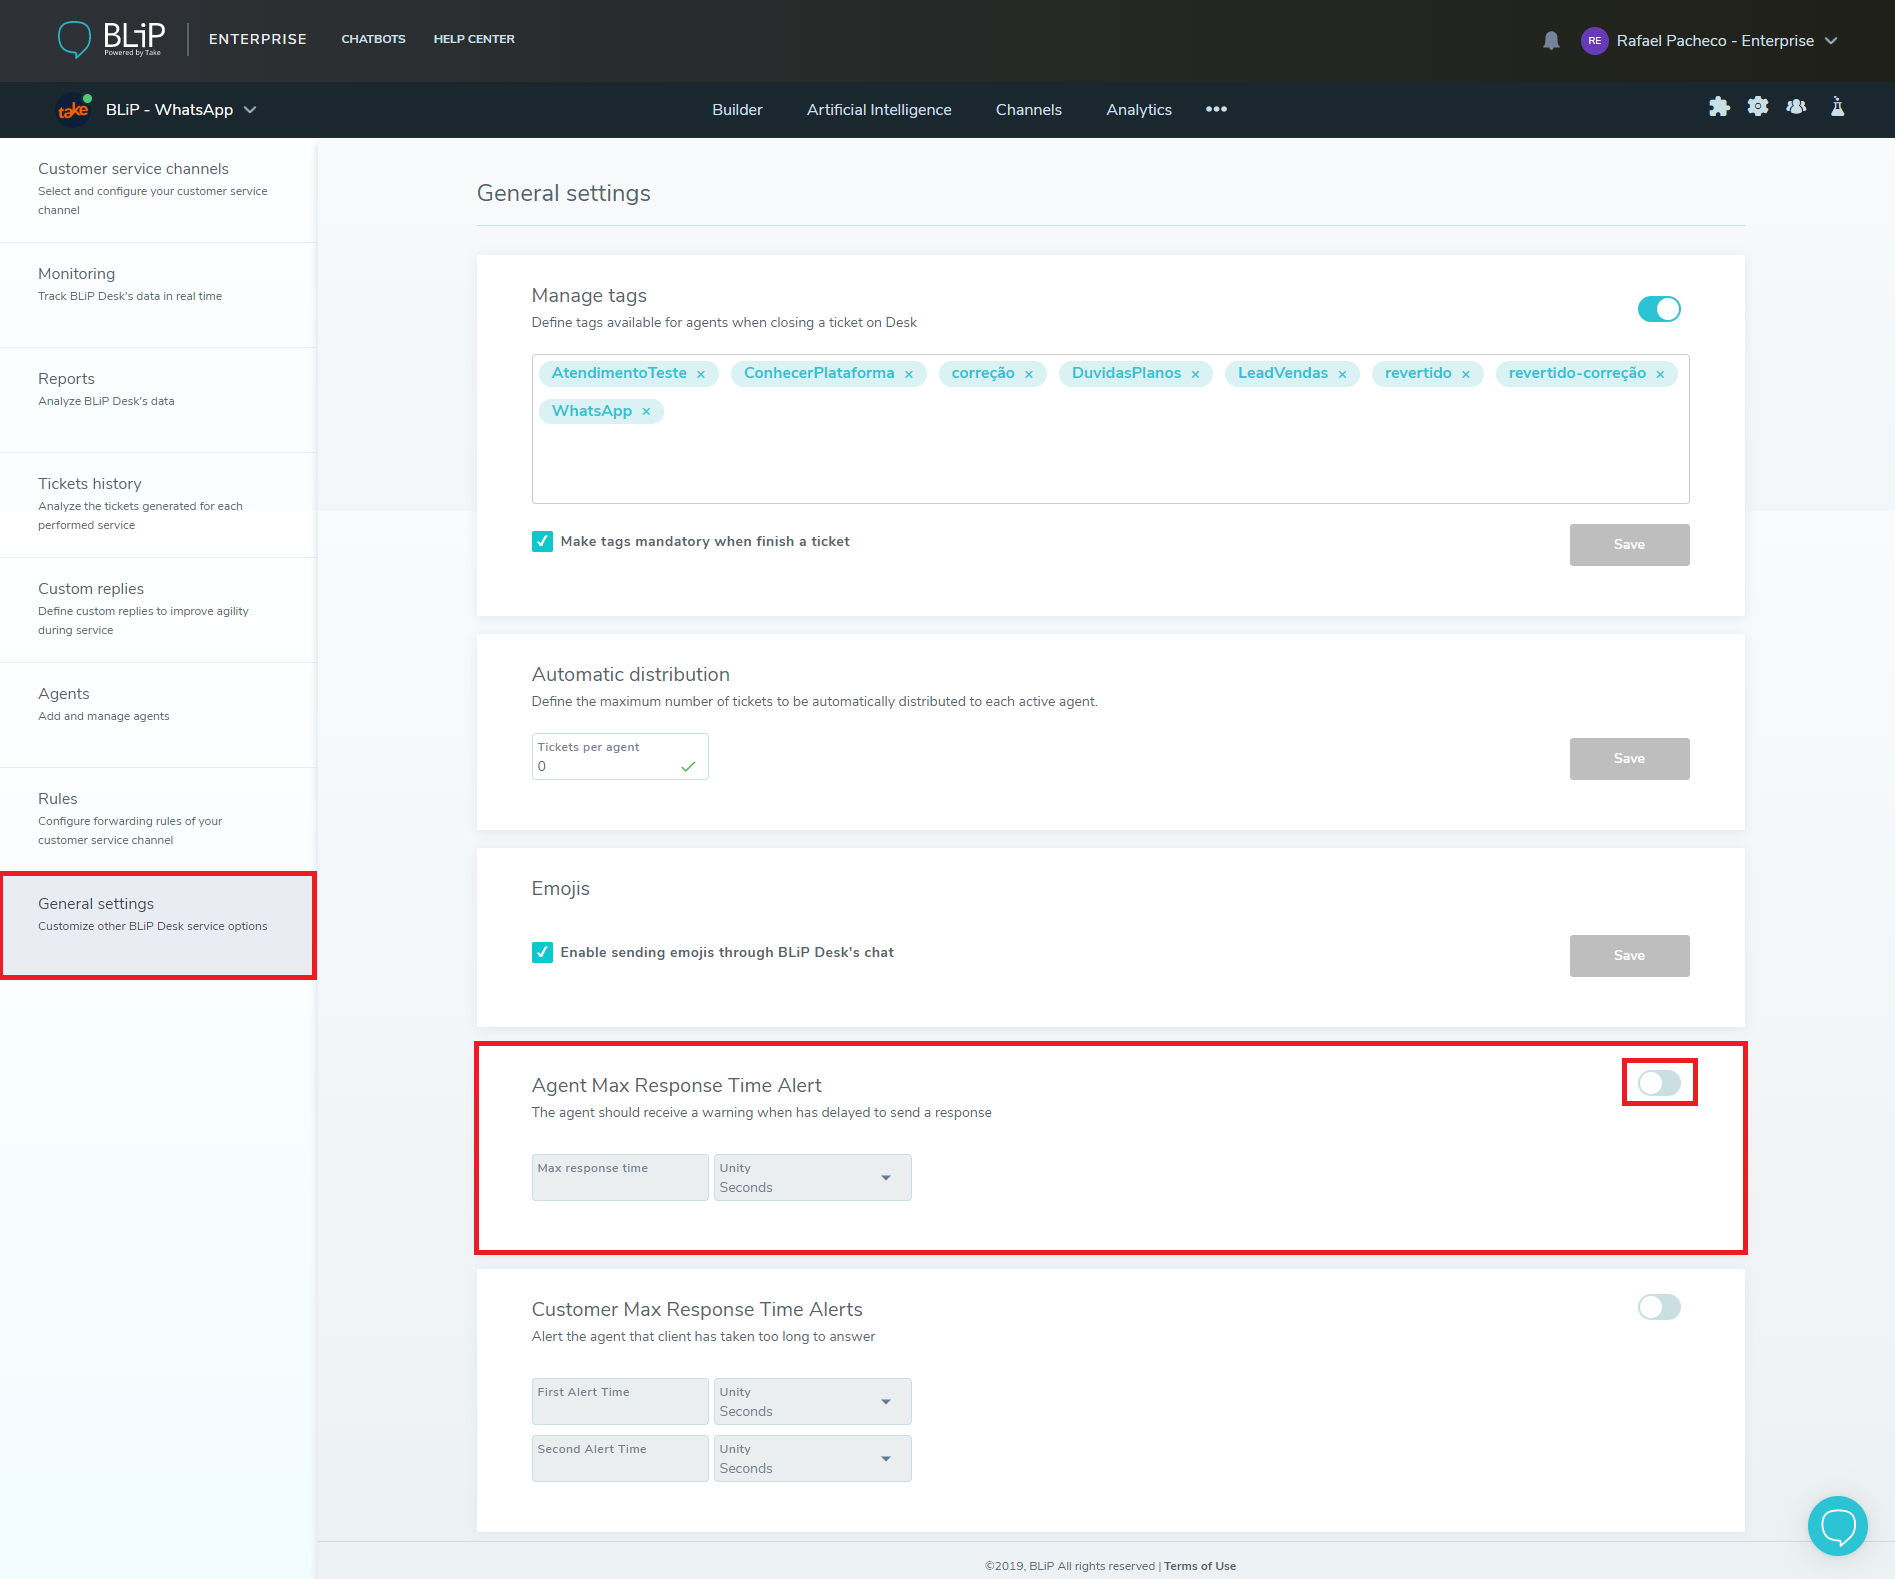 BLiP
Powered by Take
ENTERPRISE
CHATBOTS
HELP CENTER
RE
Rafael Pacheco - Enterprise
take
BLiP - WhatsApp
Builder
Artificial Intelligence
Channels
Analytics
Customer service channels
Select and configure your customer service
channel
Monitoring
Track BLiP Desk's data in real time
Reports
Analyze BLiP Desk's data
Tickets history
Analyze the tickets generated for each
performed service
Custom replies
Define custom replies to improve agility
during service
Agents
Add and manage agents
Rules
Configure forwarding rules of your
customer service channel
General settings
Customize other BLiP Desk service options
General settings
Manage tags
Define tags available for agents when closing a ticket on Desk
AtendimentoTeste ×
ConhecerPlataforma ×
correção ×
DuvidasPlanos ×
LeadVendas ×
revertido ×
revertido-correção ×
WhatsApp ×
Make tags mandatory when finish a ticket
Save
Automatic distribution
Define the maximum number of tickets to be automatically distributed to each active agent.
Tickets per agent
0
Save
Emojis
Enable sending emojis through BLiP Desk's chat
Save
Agent Max Response Time Alert
The agent should receive a warning when has delayed to send a response
Max response time
Unity
Seconds
Customer Max Response Time Alerts
Alert the agent that client has taken too long to answer
First Alert Time
Unity
Seconds
Second Alert Time
Unity
Seconds
©2019, BLiP All rights reserved | Terms of Use